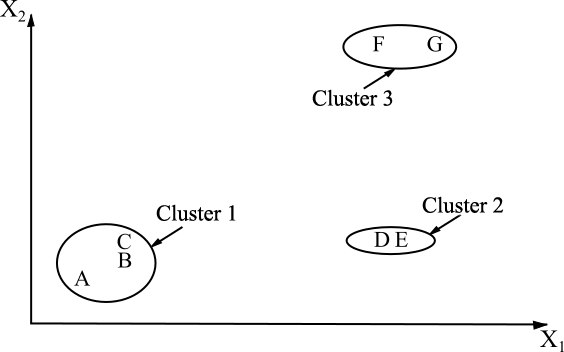 X2
F G
Cluster 3
Cluster 1
Cluster 2
C
B
A
D E
X1